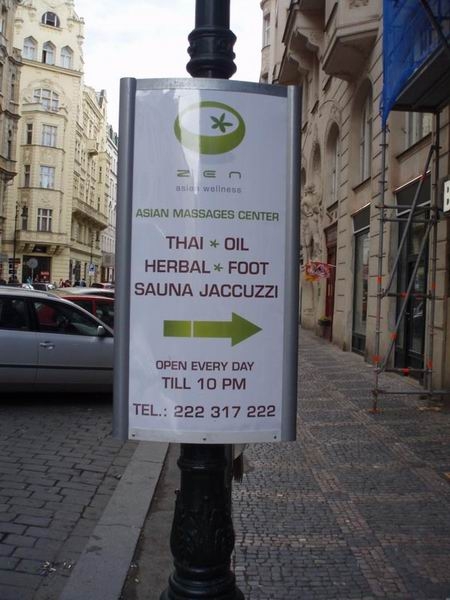 ZEN
asian wellness
ASIAN MASSAGES CENTER
THAI * OIL
HERBAL * FOOT
SAUNA JACCUZZI
OPEN EVERY DAY
TILL 10 PM
TEL.: 222 317 222